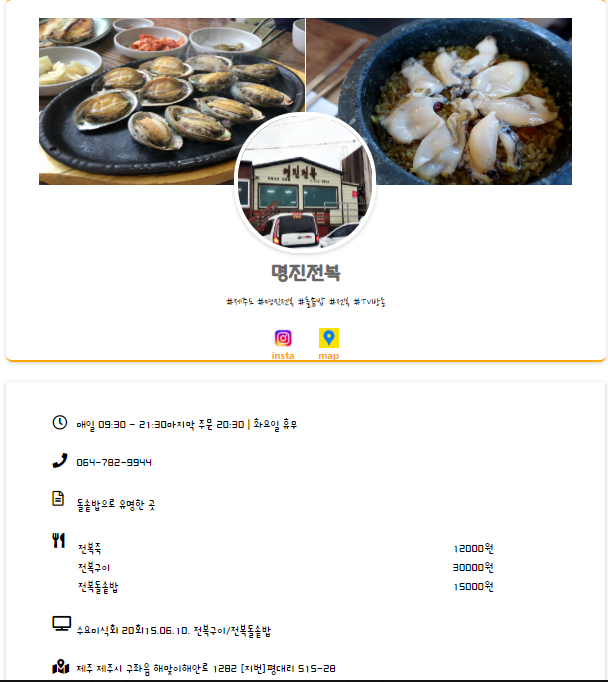 명진전복
명진전복
#제주도 #명진전복 #돌솥밥 #전복 #TV방송
insta
map
매일 09:30 - 21:30마지막 주문 20:30 | 화요일 휴무
064-782-9944
돌솥밥으로 유명한 곳
전복죽 12000원
전복구이 30000원
전복돌솥밥 15000원
수요미식회 20회15.06.10. 전복구이/전복돌솥밥
제주 제주시 구좌읍 해맞이해안로 1282 [지번]평대리 515-28